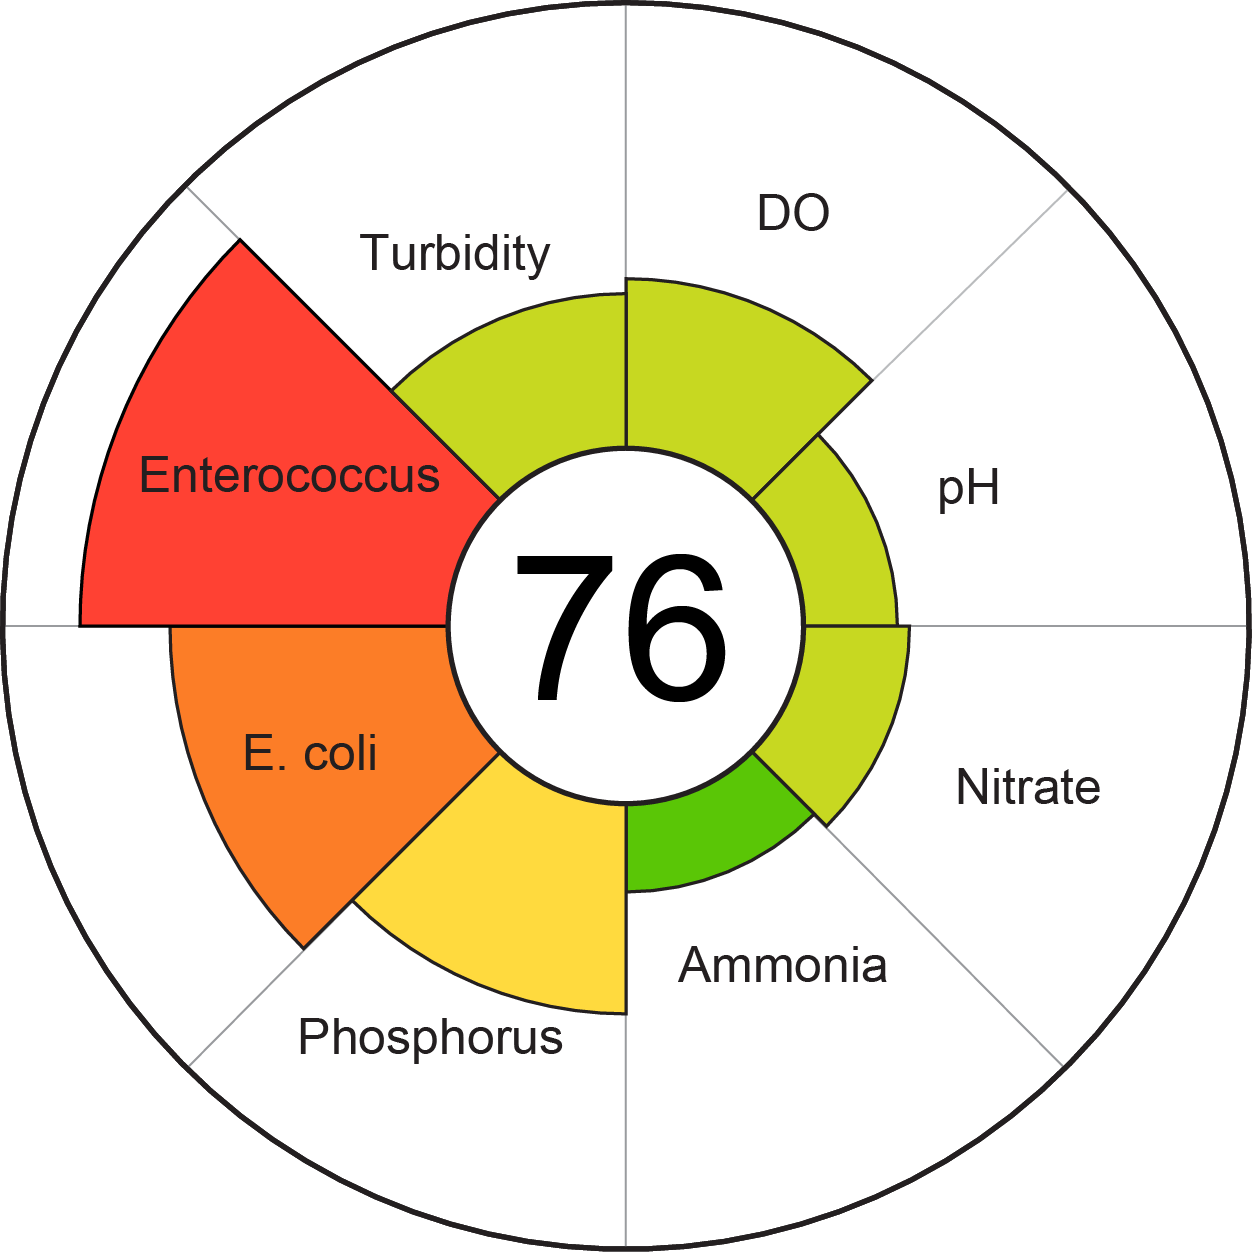 DO
Turbidity
Enterococcus
pH
76
E. coli
Nitrate
Ammonia
Phosphorus